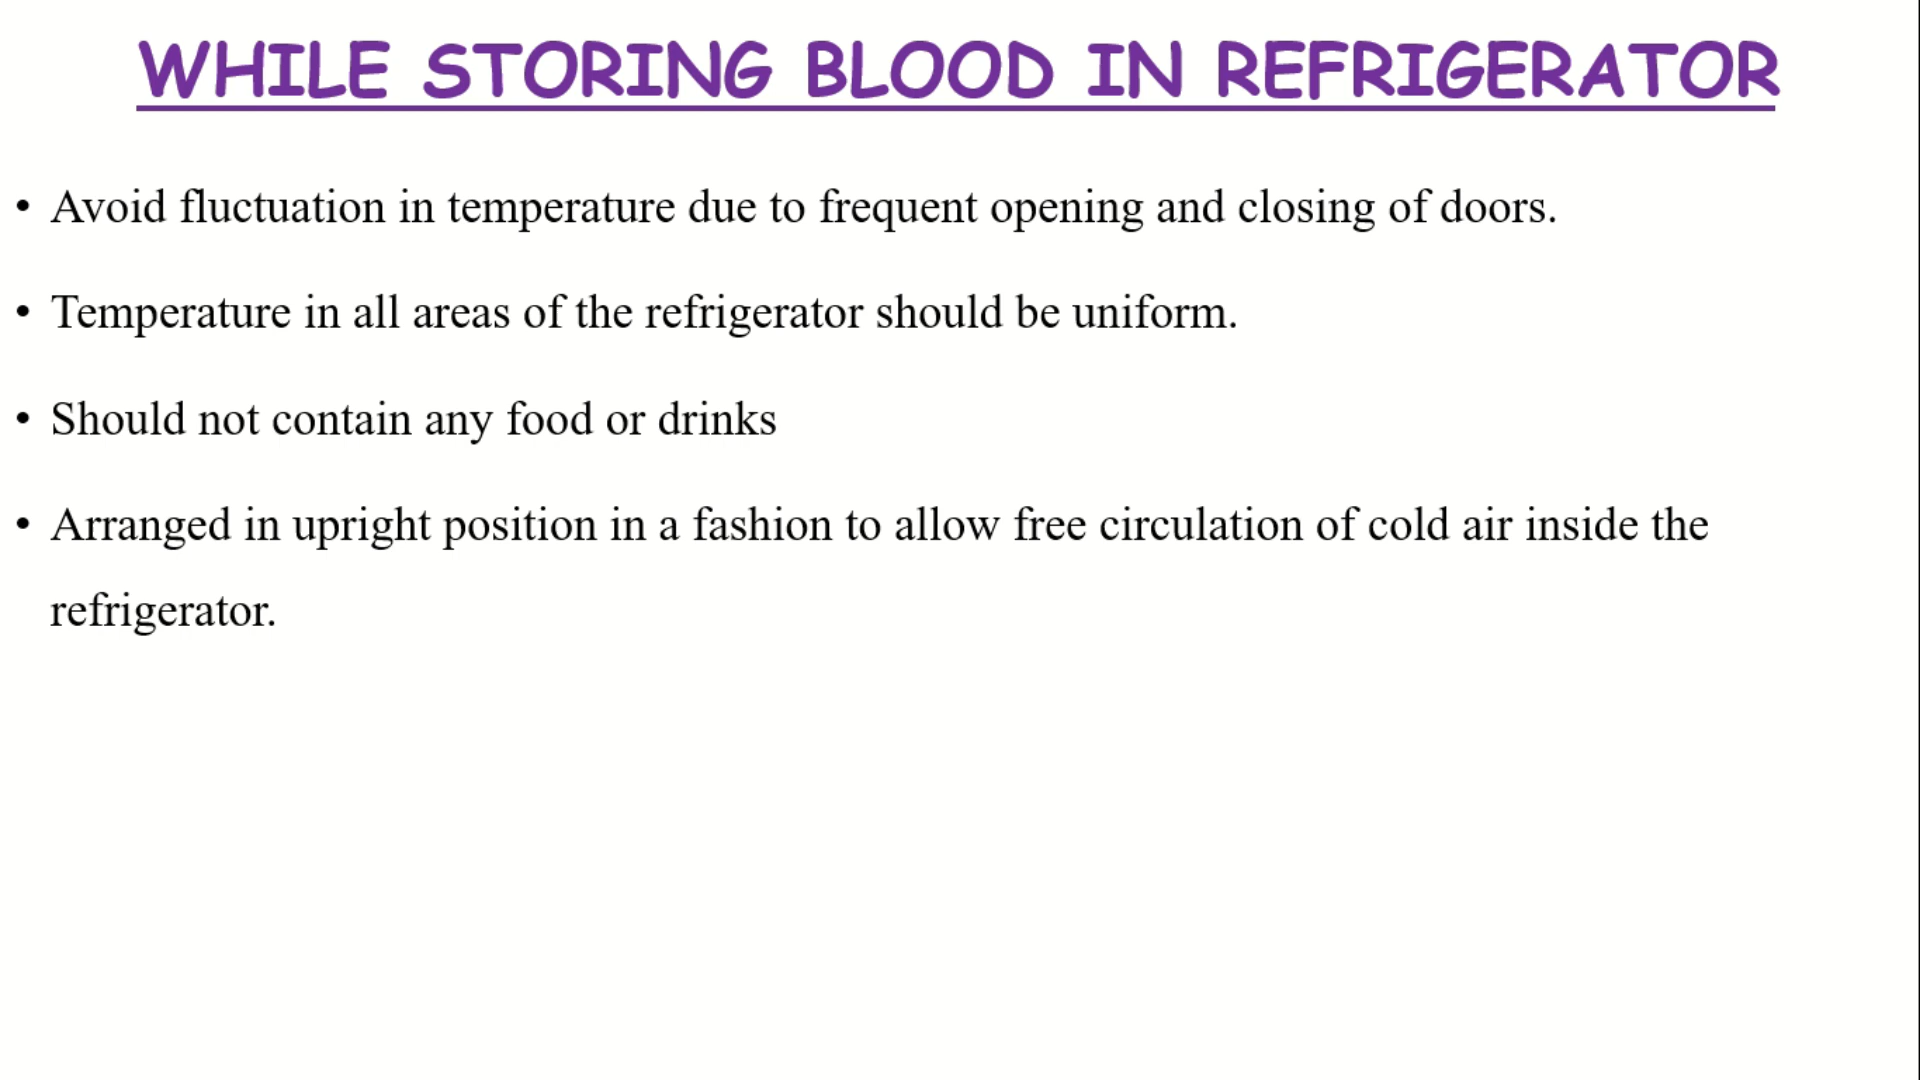 WHILE STORING BLOOD IN REFRIGERATOR
• Avoid fluctuation in temperature due to frequent opening and closing of doors.
• Temperature in all areas of the refrigerator should be uniform.
• Should not contain any food or drinks
• Arranged in upright position in a fashion to allow free circulation of cold air inside the
refrigerator.